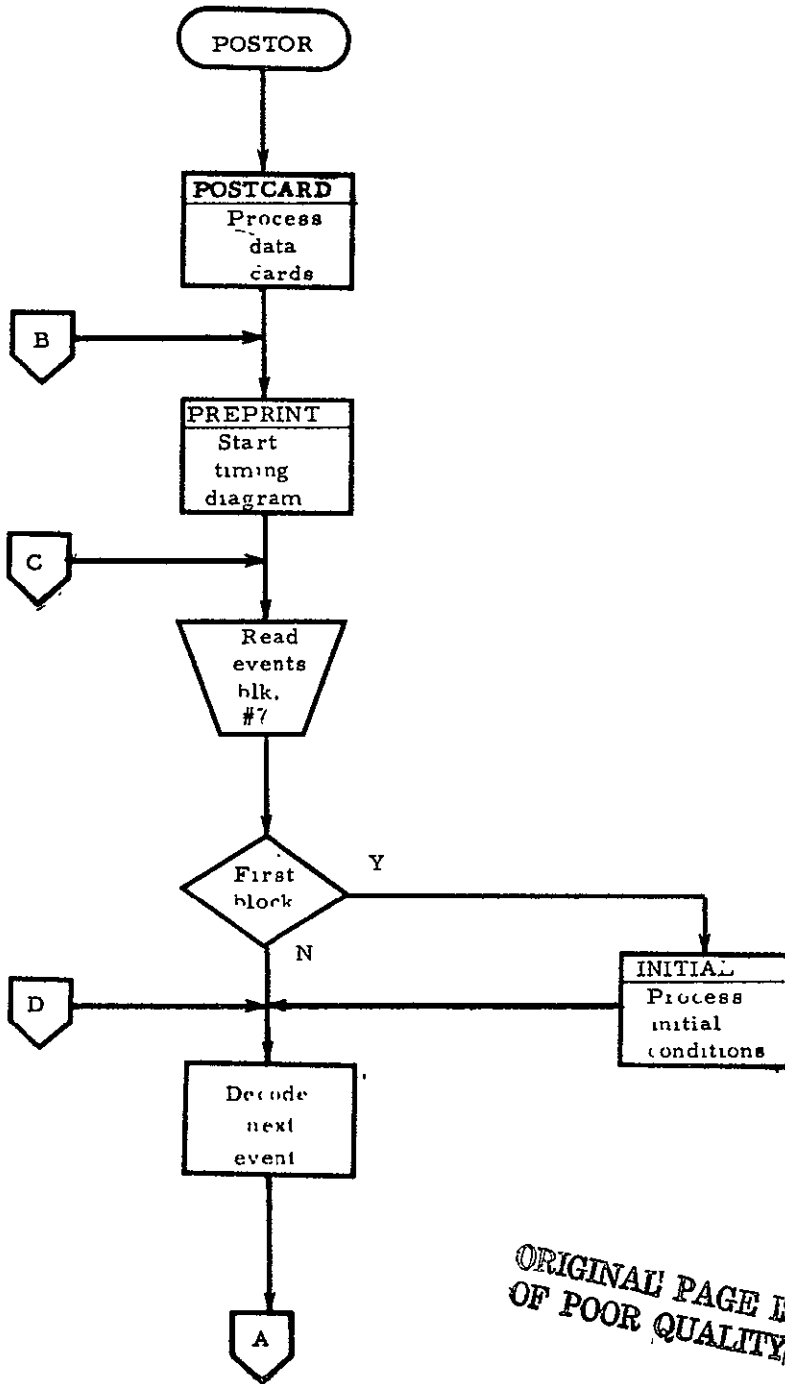 POSTOR
POSTCARD
Process
data
cards
B
PREPRINT
Start
timing
diagram
C
Read
events
blk.
#7
First
block
Y
N
INITIAL
Process
initial
conditions
D
Decode
next
event
A
ORIGINAL PAGE
OF POOR QUALITY